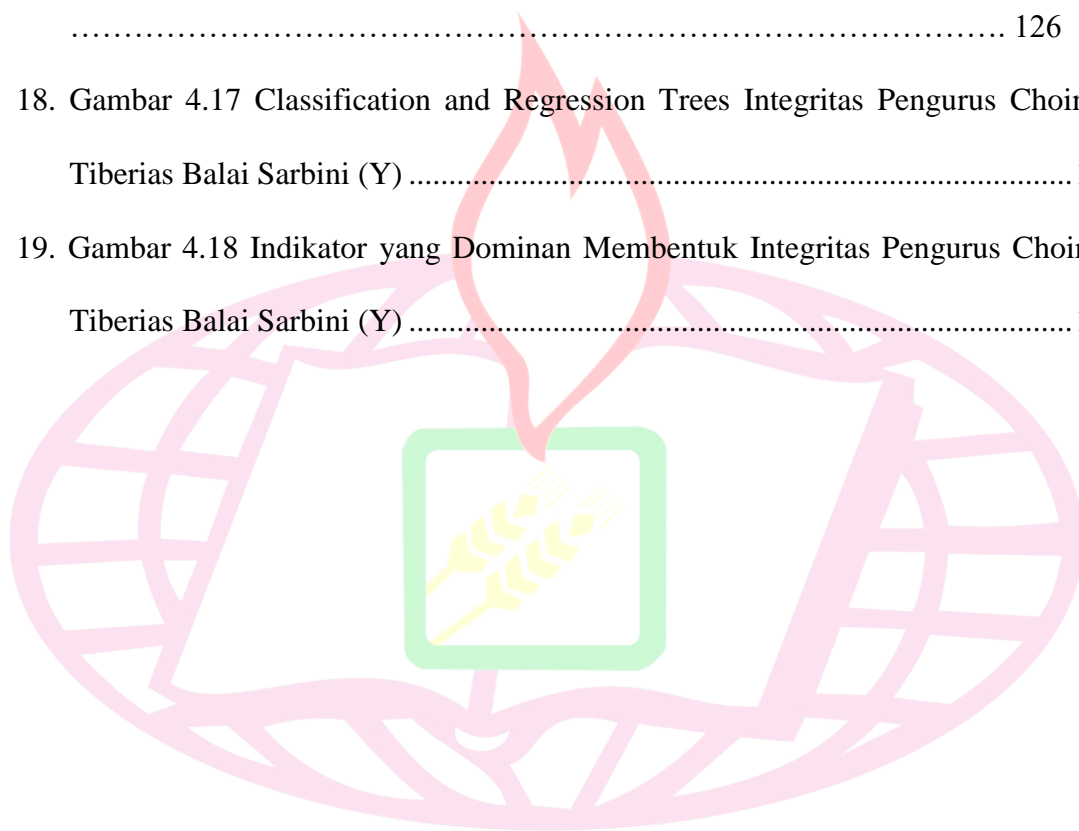 ……………………………………………………………………………. 126
18. Gambar 4.17 Classification and Regression Trees Integritas Pengurus Choir
Tiberias Balai Sarbini (Y) ...............................................................................
19. Gambar 4.18 Indikator yang Dominan Membentuk Integritas Pengurus Choir
Tiberias Balai Sarbini (Y) ...............................................................................